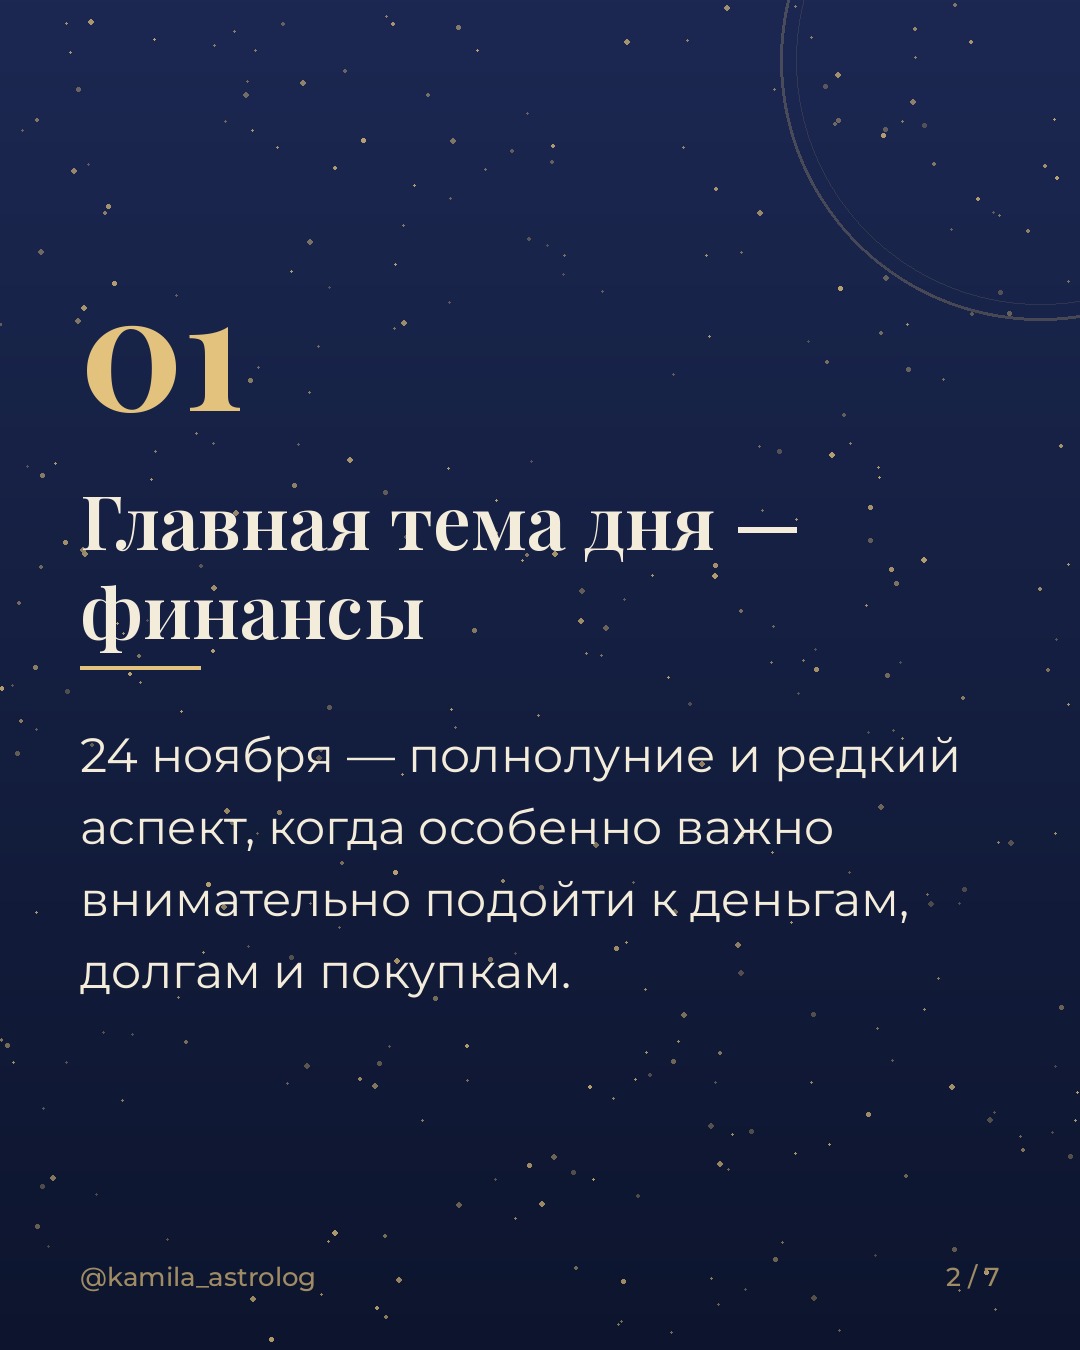 01
Главная тема дня —
финансы
24 ноября — полнолуние и редкий
аспект, когда особенно важно
внимательно подойти к деньгам,
долгам и покупкам.
@kamila_astrolog
2 / 7